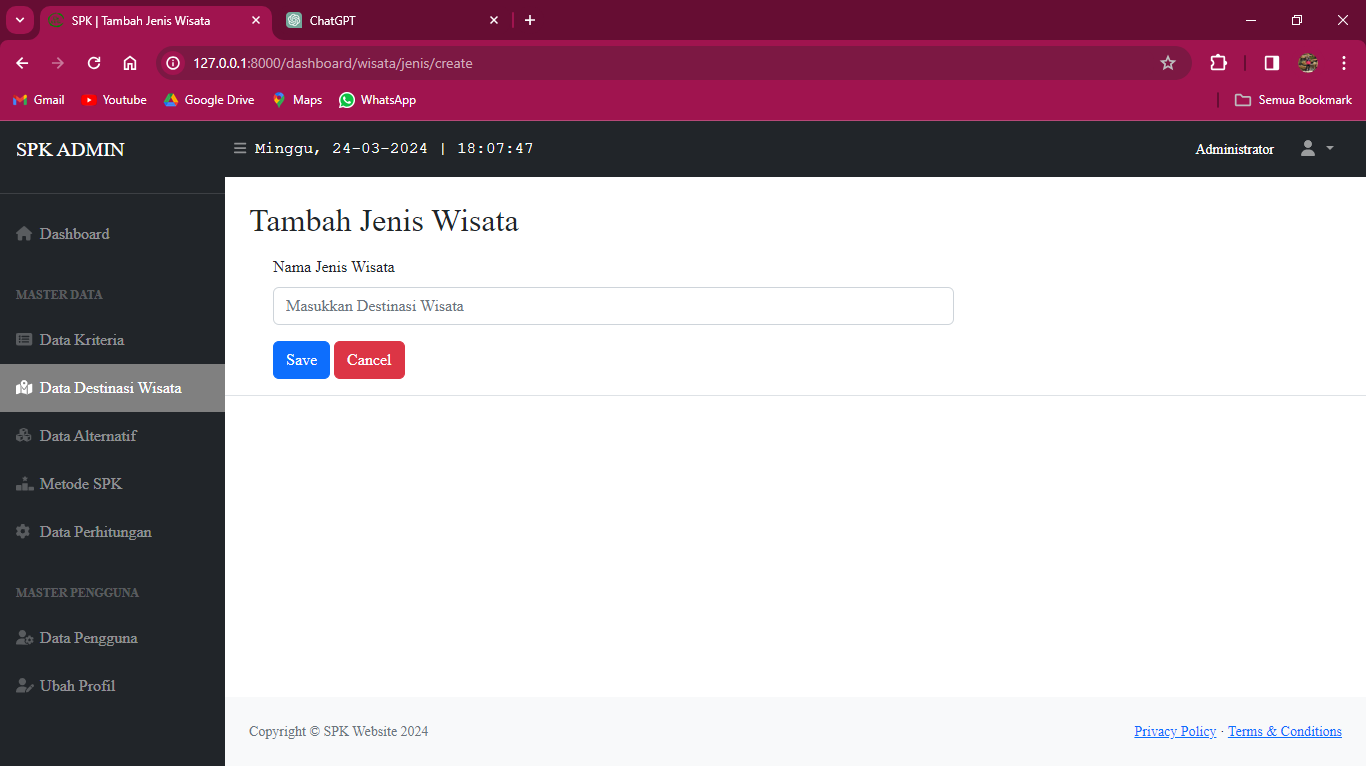 SPK | Tambah Jenis Wisata
ChatGPT
127.0.0.1:8000/dashboard/wisata/jenis/create
Gmail Youtube Google Drive Maps WhatsApp Semua Bookmark
SPK ADMIN
Minggu, 24-03-2024 | 18:07:47
Administrator
Dashboard
MASTER DATA
Data Kriteria
Data Destinasi Wisata
Data Alternatif
Metode SPK
Data Perhitungan
MASTER PENGGUNA
Data Pengguna
Ubah Profil
Tambah Jenis Wisata
Nama Jenis Wisata
Masukkan Destinasi Wisata
Save Cancel
Copyright © SPK Website 2024
Privacy Policy · Terms & Conditions